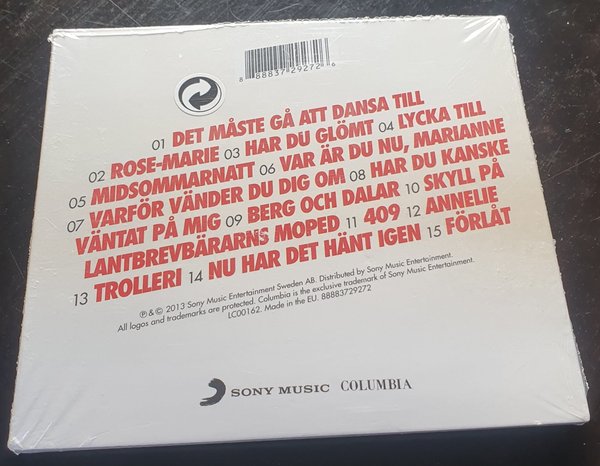 8 88837 29272 6
01 DET MÅSTE GÅ ATT DANSA TILL
02 ROSE-MARIE 03 HAR DU GLÖMT 04 LYCKA TILL
05 MIDSOMMARNATT 06 VAR ÄR DU NU, MARIANNE
07 VARFÖR VÄNDER DU DIG OM 08 HAR DU KANSKE
VÄNTAT PÅ MIG 09 BERG OCH DALAR 10 SKYLL PÅ
LANTBREVBÄRARNS MOPED 11 409 12 ANNELIE
13 TROLLERI 14 NU HAR DET HÄNT IGEN 15 FÖRLÅT
℗ & © 2013 Sony Music Entertainment Sweden AB. Distributed by Sony Music Entertainment.
All logos and trademarks are protected. Columbia is the exclusive trademark of Sony Music Entertainment.
LC00162. Made in the EU. 88883729272
SONY MUSIC COLUMBIA